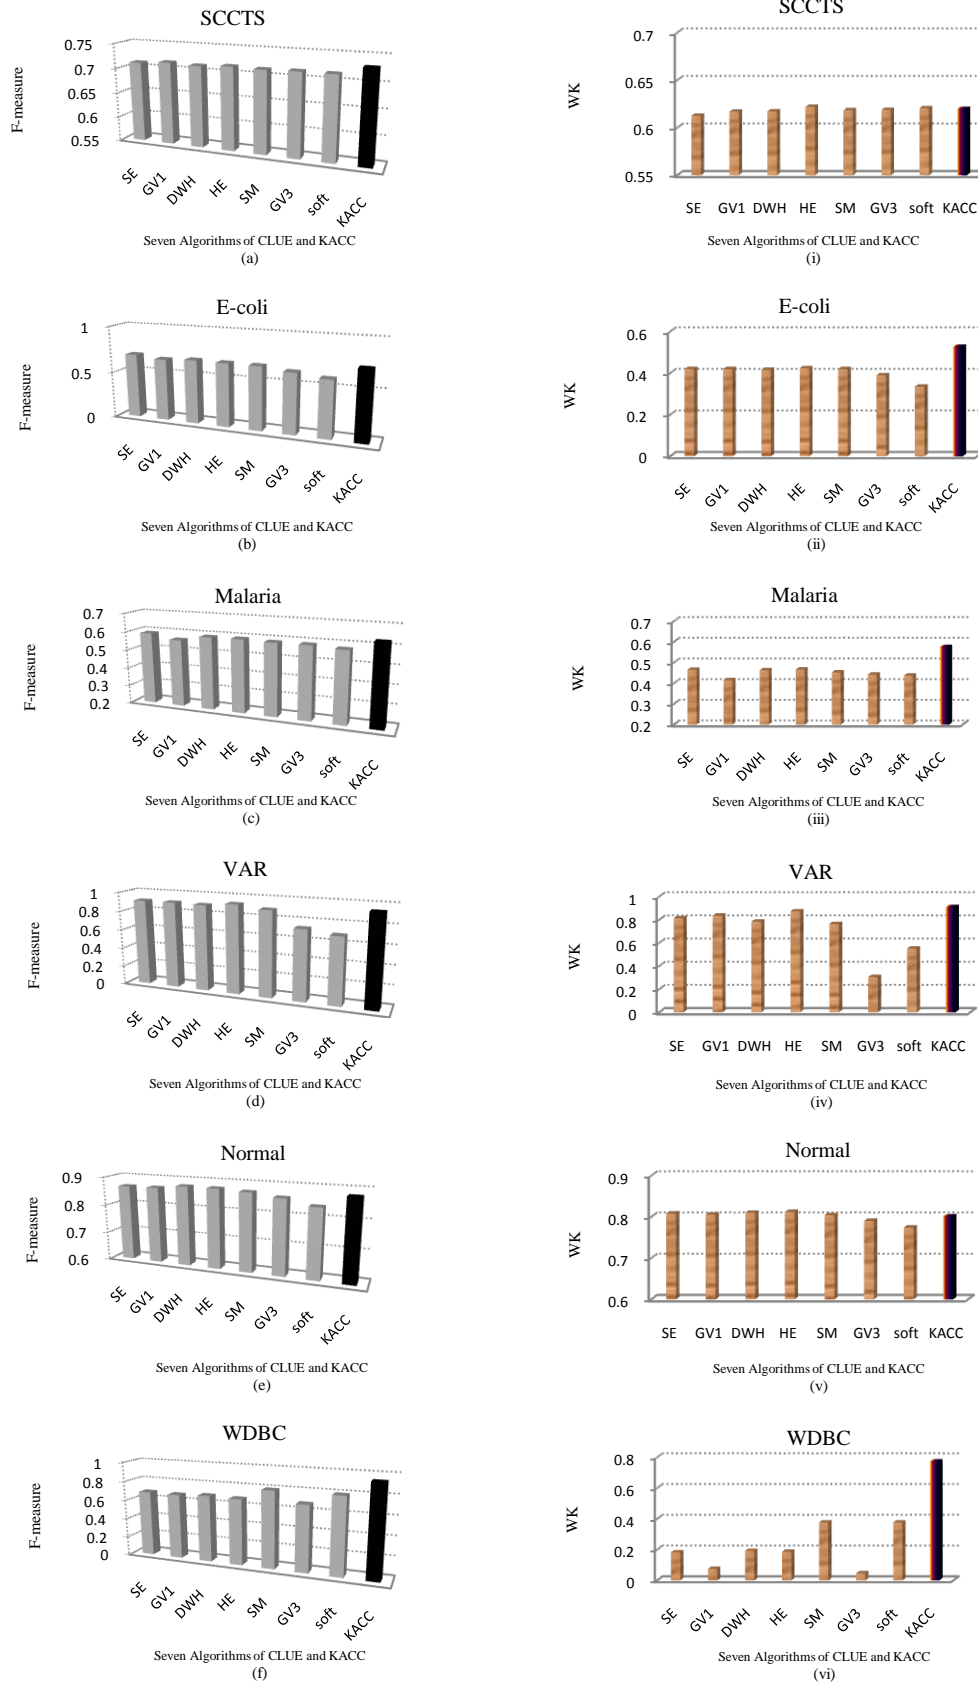 SCCTS
0.75
0.7
0.65
0.6
0.55
F-measure
SE GV1 DWH HE SM GV3 soft KACC
Seven Algorithms of CLUE and KACC
(a)
SCCTS
0.7
0.65
0.6
0.55
WK
SE GV1 DWH HE SM GV3 soft KACC
Seven Algorithms of CLUE and KACC
(i)
E-coli
1
0.5
0
F-measure
SE GV1 DWH HE SM GV3 soft KACC
Seven Algorithms of CLUE and KACC
(b)
E-coli
0.6
0.4
0.2
0
WK
SE GV1 DWH HE SM GV3 soft KACC
Seven Algorithms of CLUE and KACC
(ii)
Malaria
0.7
0.6
0.5
0.4
0.3
0.2
F-measure
SE GV1 DWH HE SM GV3 soft KACC
Seven Algorithms of CLUE and KACC
(c)
Malaria
0.7
0.6
0.5
0.4
0.3
0.2
WK
SE GV1 DWH HE SM GV3 soft KACC
Seven Algorithms of CLUE and KACC
(iii)
VAR
1
0.8
0.6
0.4
0.2
0
F-measure
SE GV1 DWH HE SM GV3 soft KACC
Seven Algorithms of CLUE and KACC
(d)
VAR
1
0.8
0.6
0.4
0.2
0
WK
SE GV1 DWH HE SM GV3 soft KACC
Seven Algorithms of CLUE and KACC
(iv)
Normal
0.9
0.8
0.7
0.6
F-measure
SE GV1 DWH HE SM GV3 soft KACC
Seven Algorithms of CLUE and KACC
(e)
Normal
0.9
0.8
0.7
0.6
WK
SE GV1 DWH HE SM GV3 soft KACC
Seven Algorithms of CLUE and KACC
(v)
WDBC
1
0.8
0.6
0.4
0.2
0
F-measure
SE GV1 DWH HE SM GV3 soft KACC
Seven Algorithms of CLUE and KACC
(f)
WDBC
0.8
0.6
0.4
0.2
0
WK
SE GV1 DWH HE SM GV3 soft KACC
Seven Algorithms of CLUE and KACC
(vi)